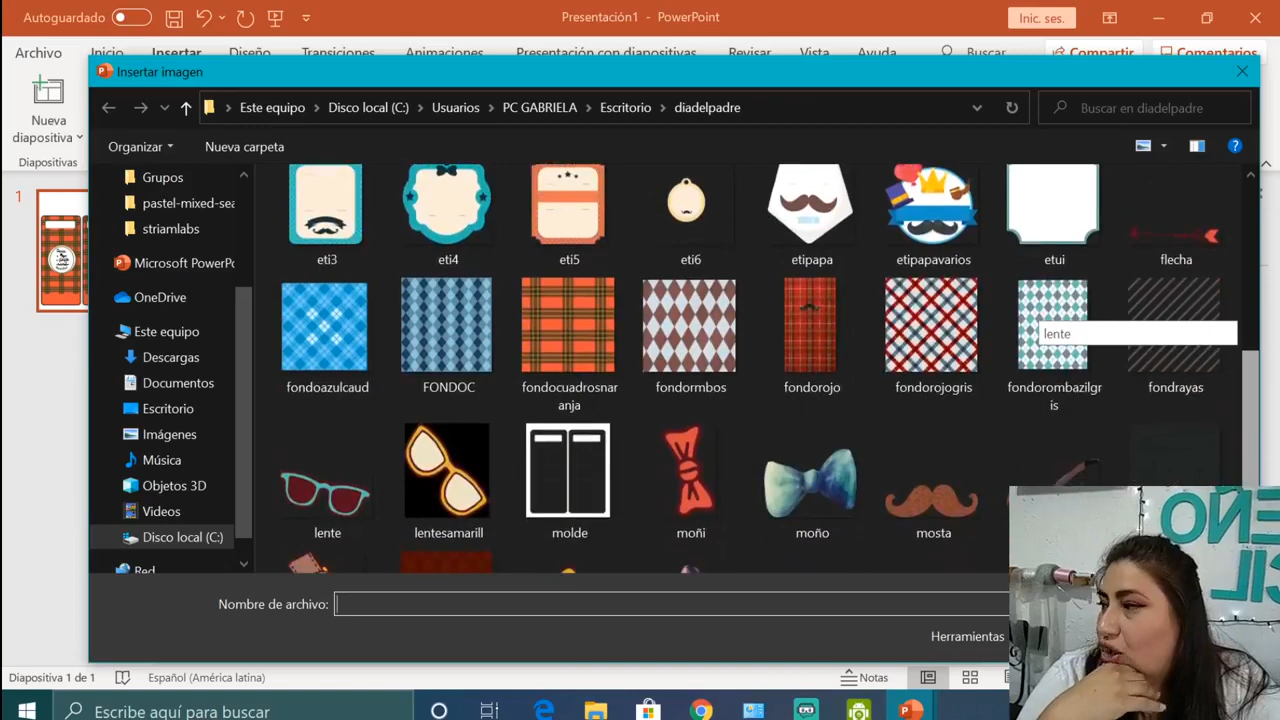 Autoguardado
Presentación1 - PowerPoint
Inic. ses.
Archivo Inicio Insertar Diseño Transiciones Animaciones Presentación con diapositivas Revisar Vista Ayuda Buscar Compartir Comentarios
Nueva
diapositiva
Diapositivas
1
Insertar imagen
Este equipo > Disco local (C:) > Usuarios > PC GABRIELA > Escritorio > diadelpadre
Buscar en diadelpadre
Organizar
Nueva carpeta
Grupos
pastel-mixed-sea
striamlabs
Microsoft PowerPo
OneDrive
Este equipo
Descargas
Documentos
Escritorio
Imágenes
Música
Objetos 3D
Videos
Disco local (C:)
Red
eti3 eti4 eti5 eti6 etipapa etipapavarios etui flecha
lente
fondoazulcaud FONDOC fondocuadrosnar
anja fondormbos fondorojo fondorojogris fondorombazilgr
is fondrayas
lente lentesamarill molde moñi moño mosta
Nombre de archivo:
Herramientas
Diapositiva 1 de 1
Español (América latina)
Notas
Escribe aquí para buscar